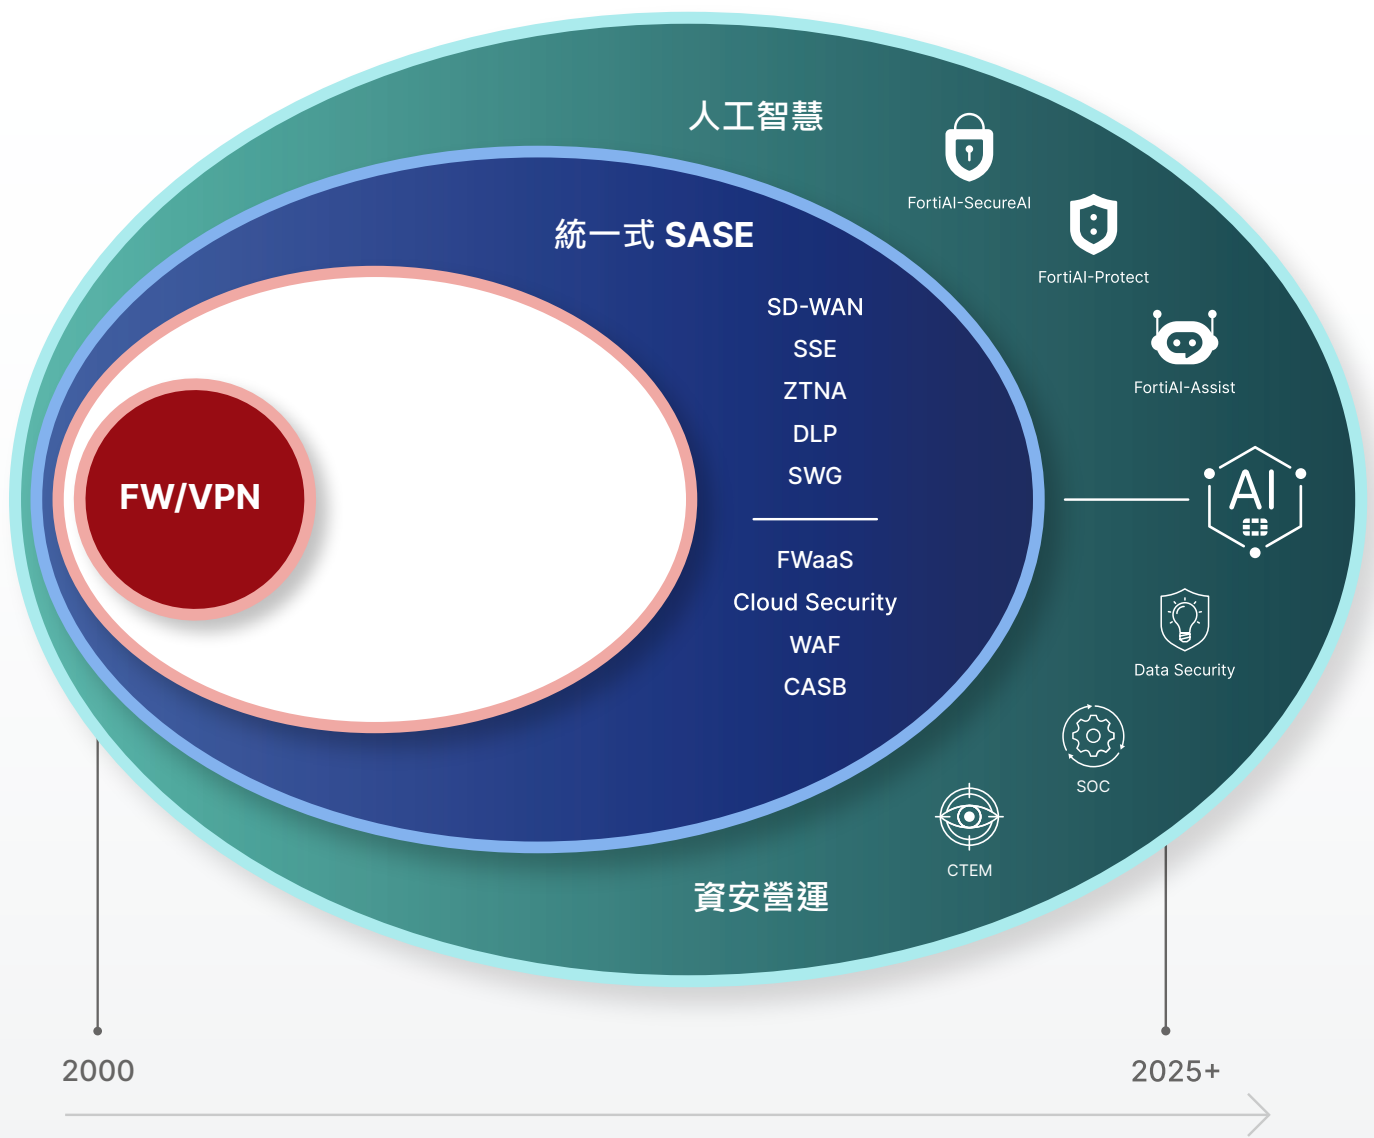 人工智慧
FortiAI-SecureAI
FortiAI-Protect
統一式 SASE
SD-WAN
SSE
ZTNA
DLP
SWG
FortiAI-Assist
FW/VPN
AI
FWaaS
Cloud Security
WAF
CASB
Data Security
SOC
CTEM
資安營運
2000
2025+